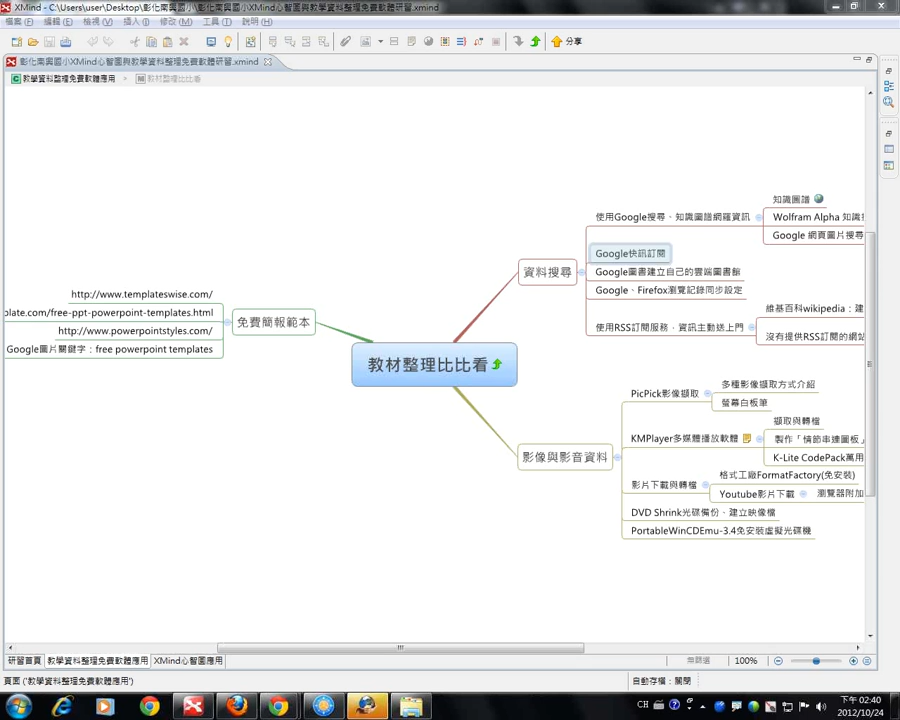 XMind - C:\Users\user\Desktop\彰化南興國小\彰化南興國小XMind心智圖與教學資料整理免費軟體研習.xmind
檔案(F) 編輯(E) 檢視(V) 插入(I) 修改(M) 工具(T) 說明(H)
分享
彰化南興國小XMind心智圖與教學資料整理免費軟體研習.xmind
教學資料整理免費軟體應用 > 教材整理比比看
知識圖譜
使用Google搜尋、知識圖譜網羅資訊
Wolfram Alpha 知識
Google 網頁圖片搜尋
Google快訊訂閱
資料搜尋
Google圖書建立自己的雲端圖書館
Google、Firefox瀏覽記錄同步設定
維基百科wikipedia：建
使用RSS訂閱服務，資訊主動送上門
沒有提供RSS訂閱的網站
http://www.templateswise.com/
plate.com/free-ppt-powerpoint-templates.html
免費簡報範本
http://www.powerpointstyles.com/
Google圖片關鍵字：free powerpoint templates
教材整理比比看
多種影像擷取方式介紹
PicPick影像擷取
螢幕白板筆
擷取與轉檔
KMPlayer多媒體播放軟體
製作「情節串連圖板」
K-Lite CodePack萬用
影像與影音資料
格式工廠FormatFactory(免安裝)
影片下載與轉檔
Youtube影片下載
瀏覽器附加
DVD Shrink光碟備份，建立映像檔
PortableWinCDEmu-3.4免安裝虛擬光碟機
研習首頁 教學資料整理免費軟體應用 XMind心智圖應用
無篩選 100%
頁面 ('教學資料整理免費軟體應用')
自動存檔：關閉
CH
下午 02:40
2012/10/24